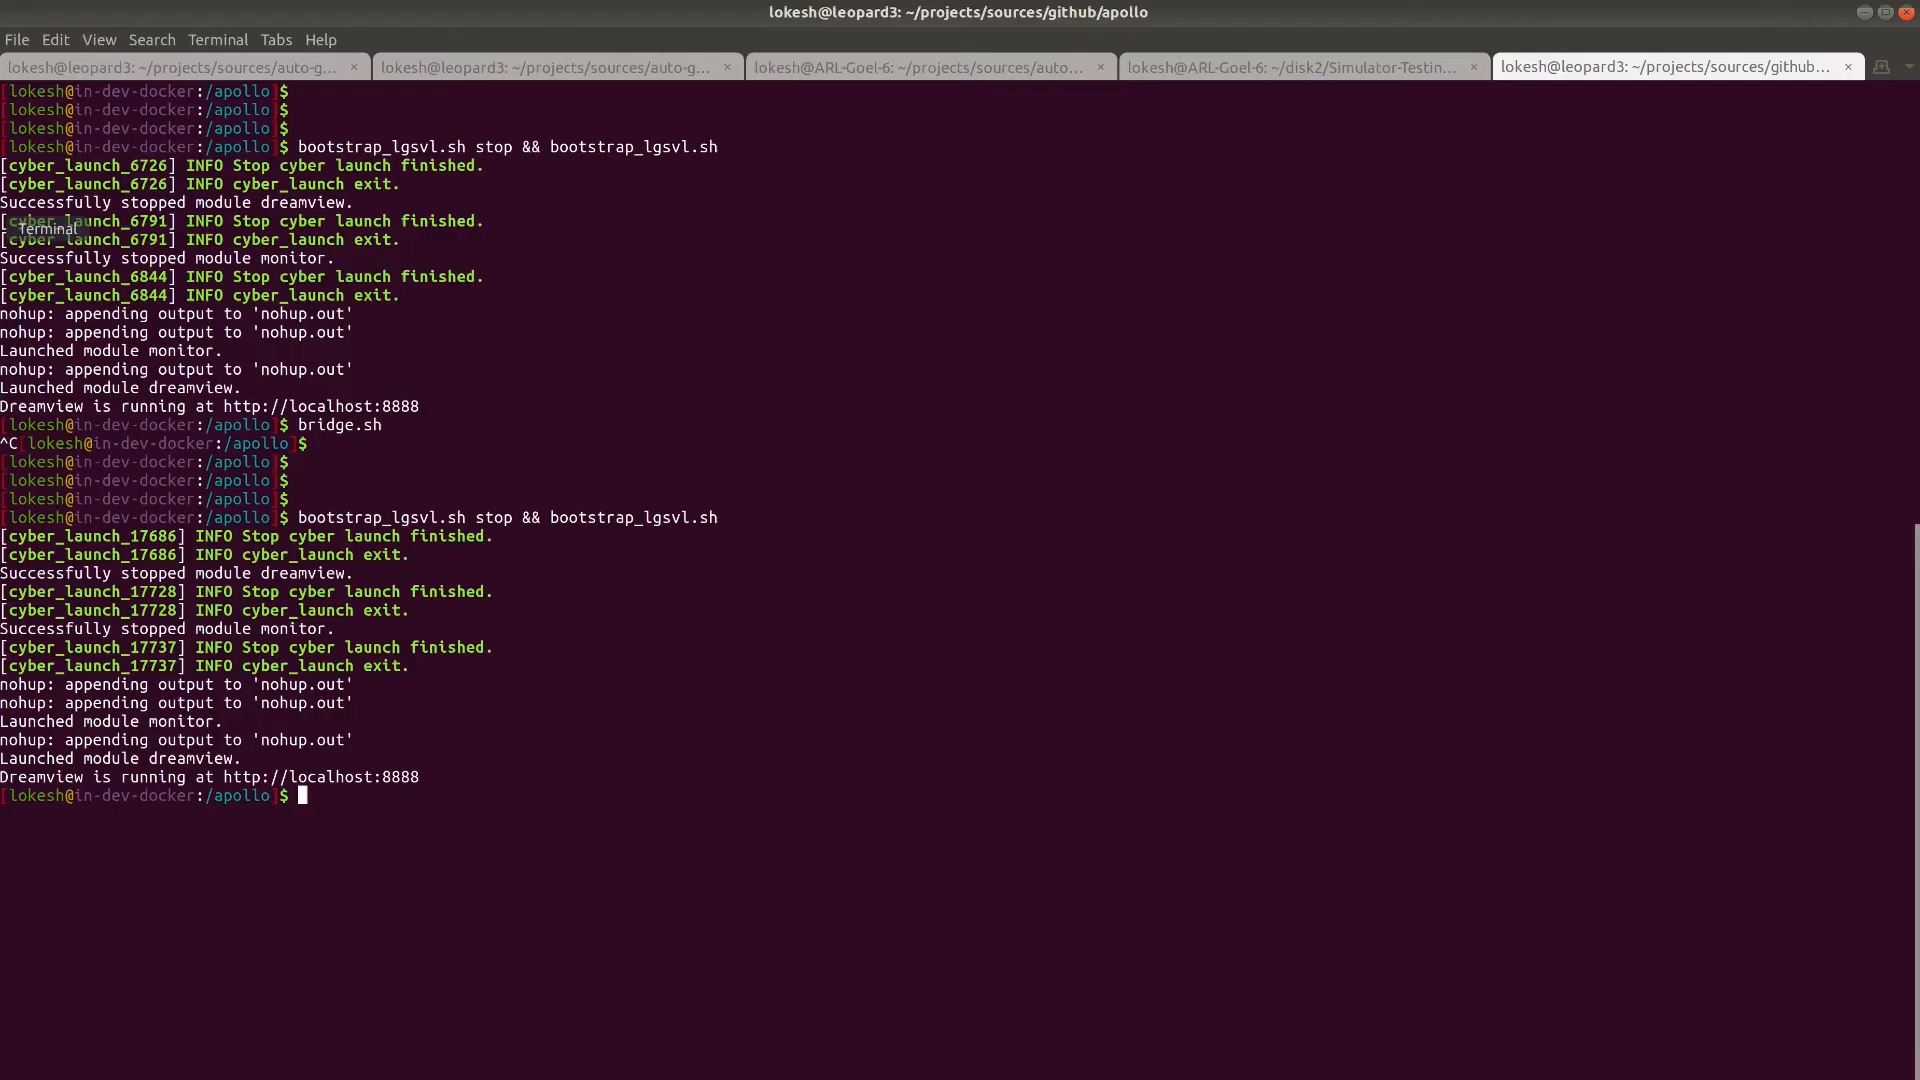 lokesh@leopard3: ~/projects/sources/github/apollo
File Edit View Search Terminal Tabs Help
lokesh@leopard3: ~/projects/sources/auto-g... × lokesh@leopard3: ~/projects/sources/auto-g... × lokesh@ARL-Goel-6: ~/projects/sources/auto... × lokesh@ARL-Goel-6: ~/disk2/Simulator-Testin... × lokesh@leopard3: ~/projects/sources/github... ×
[lokesh@in-dev-docker:/apollo]$
[lokesh@in-dev-docker:/apollo]$
[lokesh@in-dev-docker:/apollo]$
[lokesh@in-dev-docker:/apollo]$ bootstrap_lgsvl.sh stop && bootstrap_lgsvl.sh
[cyber_launch_6726] INFO Stop cyber launch finished.
[cyber_launch_6726] INFO cyber_launch exit.
Successfully stopped module dreamview.
[cyber_launch_6791] INFO Stop cyber launch finished.
Terminal
[cyber_launch_6791] INFO cyber_launch exit.
Successfully stopped module monitor.
[cyber_launch_6844] INFO Stop cyber launch finished.
[cyber_launch_6844] INFO cyber_launch exit.
nohup: appending output to 'nohup.out'
nohup: appending output to 'nohup.out'
Launched module monitor.
nohup: appending output to 'nohup.out'
Launched module dreamview.
Dreamview is running at http://localhost:8888
[lokesh@in-dev-docker:/apollo]$ bridge.sh
^C[lokesh@in-dev-docker:/apollo]$
[lokesh@in-dev-docker:/apollo]$
[lokesh@in-dev-docker:/apollo]$
[lokesh@in-dev-docker:/apollo]$
[lokesh@in-dev-docker:/apollo]$ bootstrap_lgsvl.sh stop && bootstrap_lgsvl.sh
[cyber_launch_17686] INFO Stop cyber launch finished.
[cyber_launch_17686] INFO cyber_launch exit.
Successfully stopped module dreamview.
[cyber_launch_17728] INFO Stop cyber launch finished.
[cyber_launch_17728] INFO cyber_launch exit.
Successfully stopped module monitor.
[cyber_launch_17737] INFO Stop cyber launch finished.
[cyber_launch_17737] INFO cyber_launch exit.
nohup: appending output to 'nohup.out'
nohup: appending output to 'nohup.out'
Launched module monitor.
nohup: appending output to 'nohup.out'
Launched module dreamview.
Dreamview is running at http://localhost:8888
[lokesh@in-dev-docker:/apollo]$